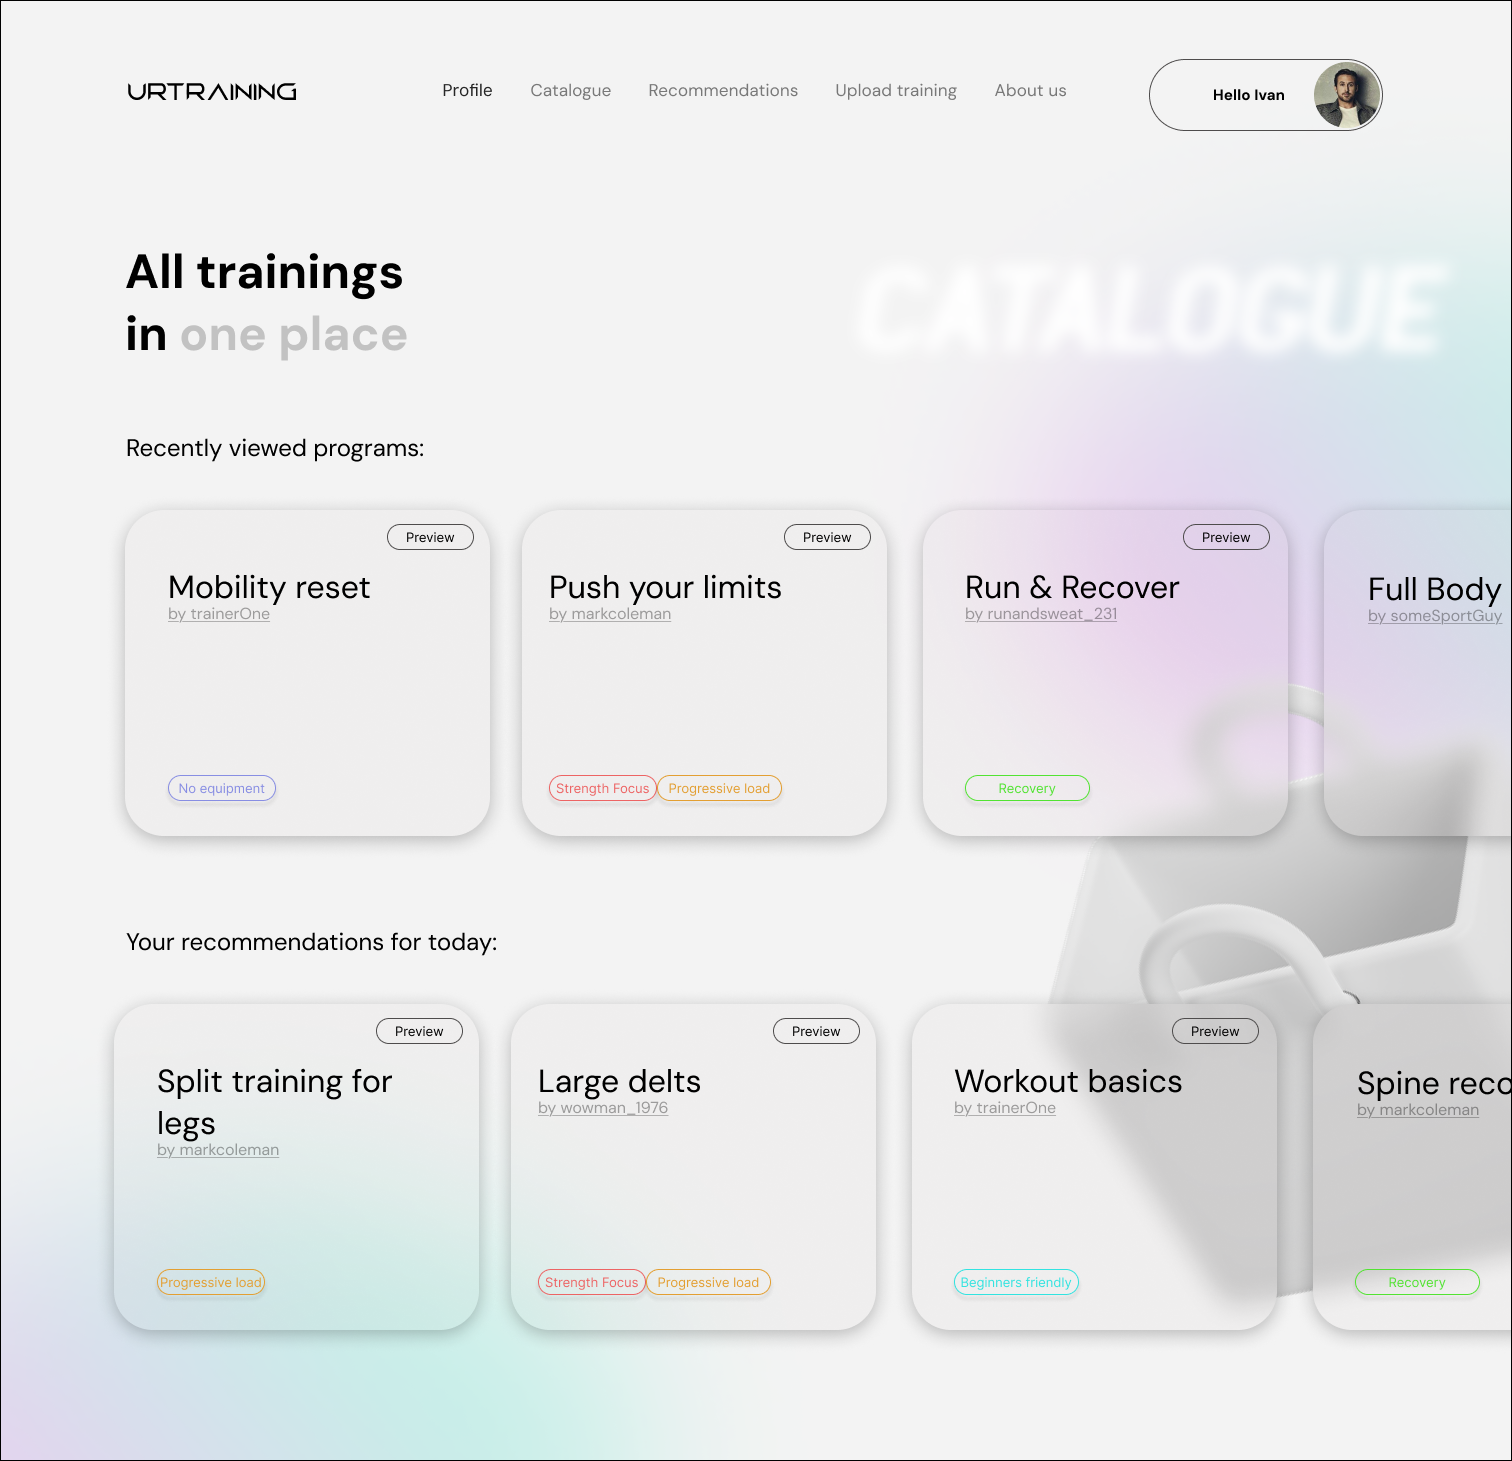 URTRAINING
Profile
Catalogue
Recommendations
Upload training
About us
Hello Ivan
All trainings
in one place
CATALOGUE
Recently viewed programs:
Preview
Mobility reset
by trainerOne
No equipment
Preview
Push your limits
by markcoleman
Strength Focus
Progressive load
Preview
Run & Recover
by runandsweat_231
Recovery
Full Body
by someSportGuy
Your recommendations for today:
Preview
Split training for
legs
by markcoleman
Progressive load
Preview
Large delts
by wowman_1976
Strength Focus
Progressive load
Preview
Workout basics
by trainerOne
Beginners friendly
Spine reco
by markcoleman
Recovery